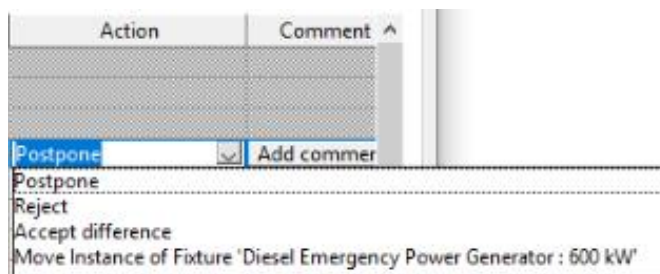 Action Comment
Postpone Add commer
Postpone
Reject
Accept difference
Move Instance of Fixture 'Diesel Emergency Power Generator : 600 kW'